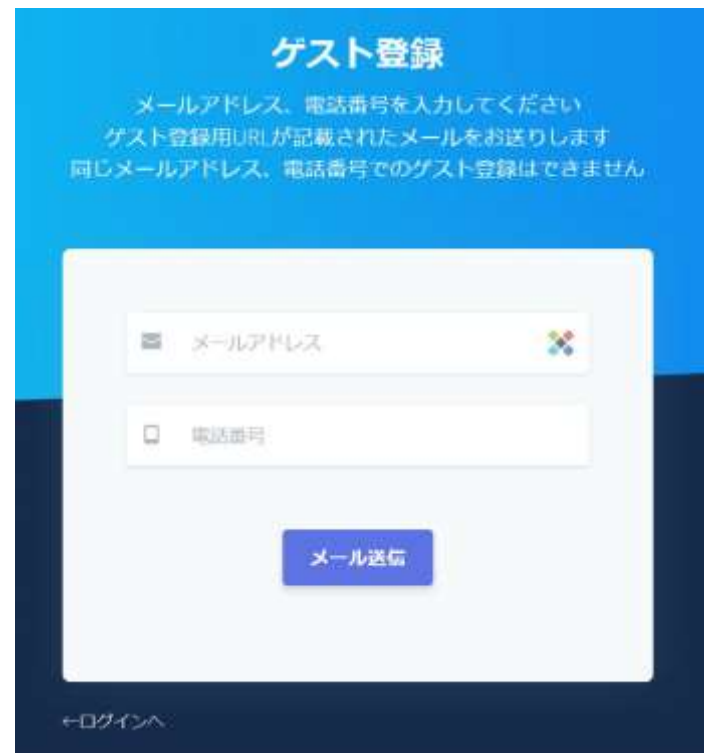 ゲスト登録
メールアドレス、電話番号を入力してください
ゲスト登録用URLが記載されたメールをお送りします
同じメールアドレス、電話番号でのゲスト登録はできません
メールアドレス
電話番号
メール送信
←ログインへ